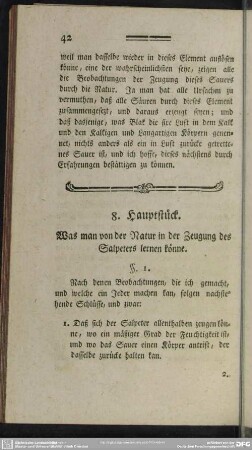 42
weil man dasselbe wieder in dieses Element auflösen
könne, eine der wahrscheinlichsten seye, zeigen alle
die Beobachtungen der Zeugung dieses Sauers
durch die Natur. Ja man hat alle Ursachen zu
vermuthen, daß alle Säuren durch dieses Element
zusammengesetzt, und daraus erzeugt seyen; und
daß dasjenige, was Blak die fixe Luft in dem Kalk
und den Kalkigen und Laugartigen Körpern genen-
net, nichts anders als ein in Luft zurück getrette-
nes Sauer ist, und ich hoffe, dieses nächstens durch
Erfahrungen bestättigen zu können.
8. Hauptstück.
Was man von der Natur in der Zeugung des
Salpeters lernen könne.
§. 1.
Nach denen Beobachtungen, die ich gemacht,
und welche ein Jeder machen kan, folgen nachste-
hende Schlüsse, und zwar:
1. Daß sich der Salpeter allenthalben zeugen kön-
ne, wo ein mäßiger Grad der Feuchtigkeit ist
und wo das Sauer einen Körper antrift, der
dasselbe zurücke halten kan.
2.